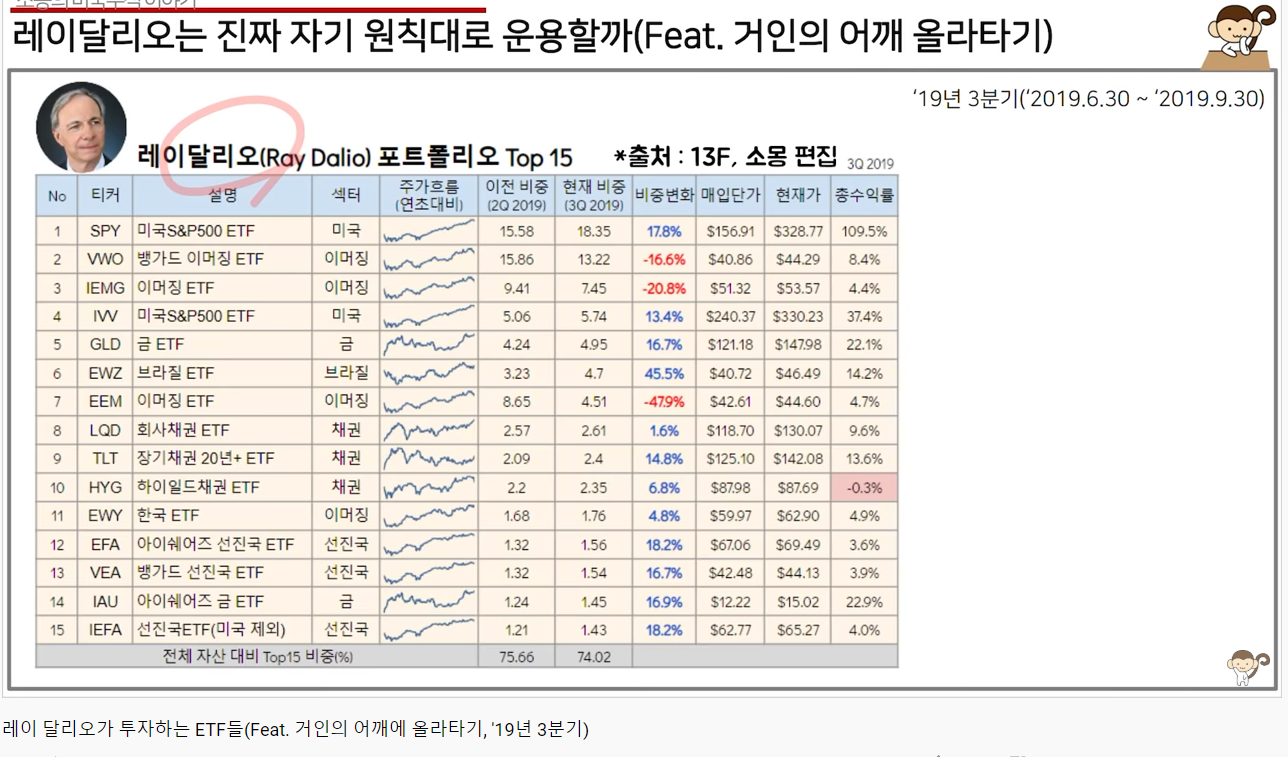 레이달리오는 진짜 자기 원칙대로 운용할까(Feat. 거인의 어깨 올라타기)
‘19년 3분기(‘2019.6.30 ~ ‘2019.9.30)
레이달리오(Ray Dalio) 포트폴리오 Top 15 *출처 : 13F, 소몽 편집 3Q 2019
No 티커 설명 섹터 주가흐름 (연초대비) 이전 비중 (2Q 2019) 현재 비중 (3Q 2019) 비중변화 매입단가 현재가 총수익률
1 SPY 미국S&P500 ETF 미국 15.58 18.35 17.8% $156.91 $328.77 109.5%
2 VWO 뱅가드 이머징 ETF 이머징 15.86 13.22 -16.6% $40.86 $44.29 8.4%
3 IEMG 이머징 ETF 이머징 9.41 7.45 -20.8% $51.32 $53.57 4.4%
4 IVV 미국S&P500 ETF 미국 5.06 5.74 13.4% $240.37 $330.23 37.4%
5 GLD 금 ETF 금 4.24 4.95 16.7% $121.18 $147.98 22.1%
6 EWZ 브라질 ETF 브라질 3.23 4.7 45.5% $40.72 $46.49 14.2%
7 EEM 이머징 ETF 이머징 8.65 4.51 -47.9% $42.61 $44.60 4.7%
8 LQD 회사채권 ETF 채권 2.57 2.61 1.6% $118.70 $130.07 9.6%
9 TLT 장기채권 20년+ ETF 채권 2.09 2.4 14.8% $125.10 $142.08 13.6%
10 HYG 하이일드채권 ETF 채권 2.2 2.35 6.8% $87.98 $87.69 -0.3%
11 EWY 한국 ETF 이머징 1.68 1.76 4.8% $59.97 $62.90 4.9%
12 EFA 아이쉐어즈 선진국 ETF 선진국 1.32 1.56 18.2% $67.06 $69.49 3.6%
13 VEA 뱅가드 선진국 ETF 선진국 1.32 1.54 16.7% $42.48 $44.13 3.9%
14 IAU 아이쉐어즈 금 ETF 금 1.24 1.45 16.9% $12.22 $15.02 22.9%
15 IEFA 선진국ETF(미국 제외) 선진국 1.21 1.43 18.2% $62.77 $65.27 4.0%
전체 자산 대비 Top15 비중(%) 75.66 74.02
레이 달리오가 투자하는 ETF들(Feat. 거인의 어깨에 올라타기, '19년 3분기)